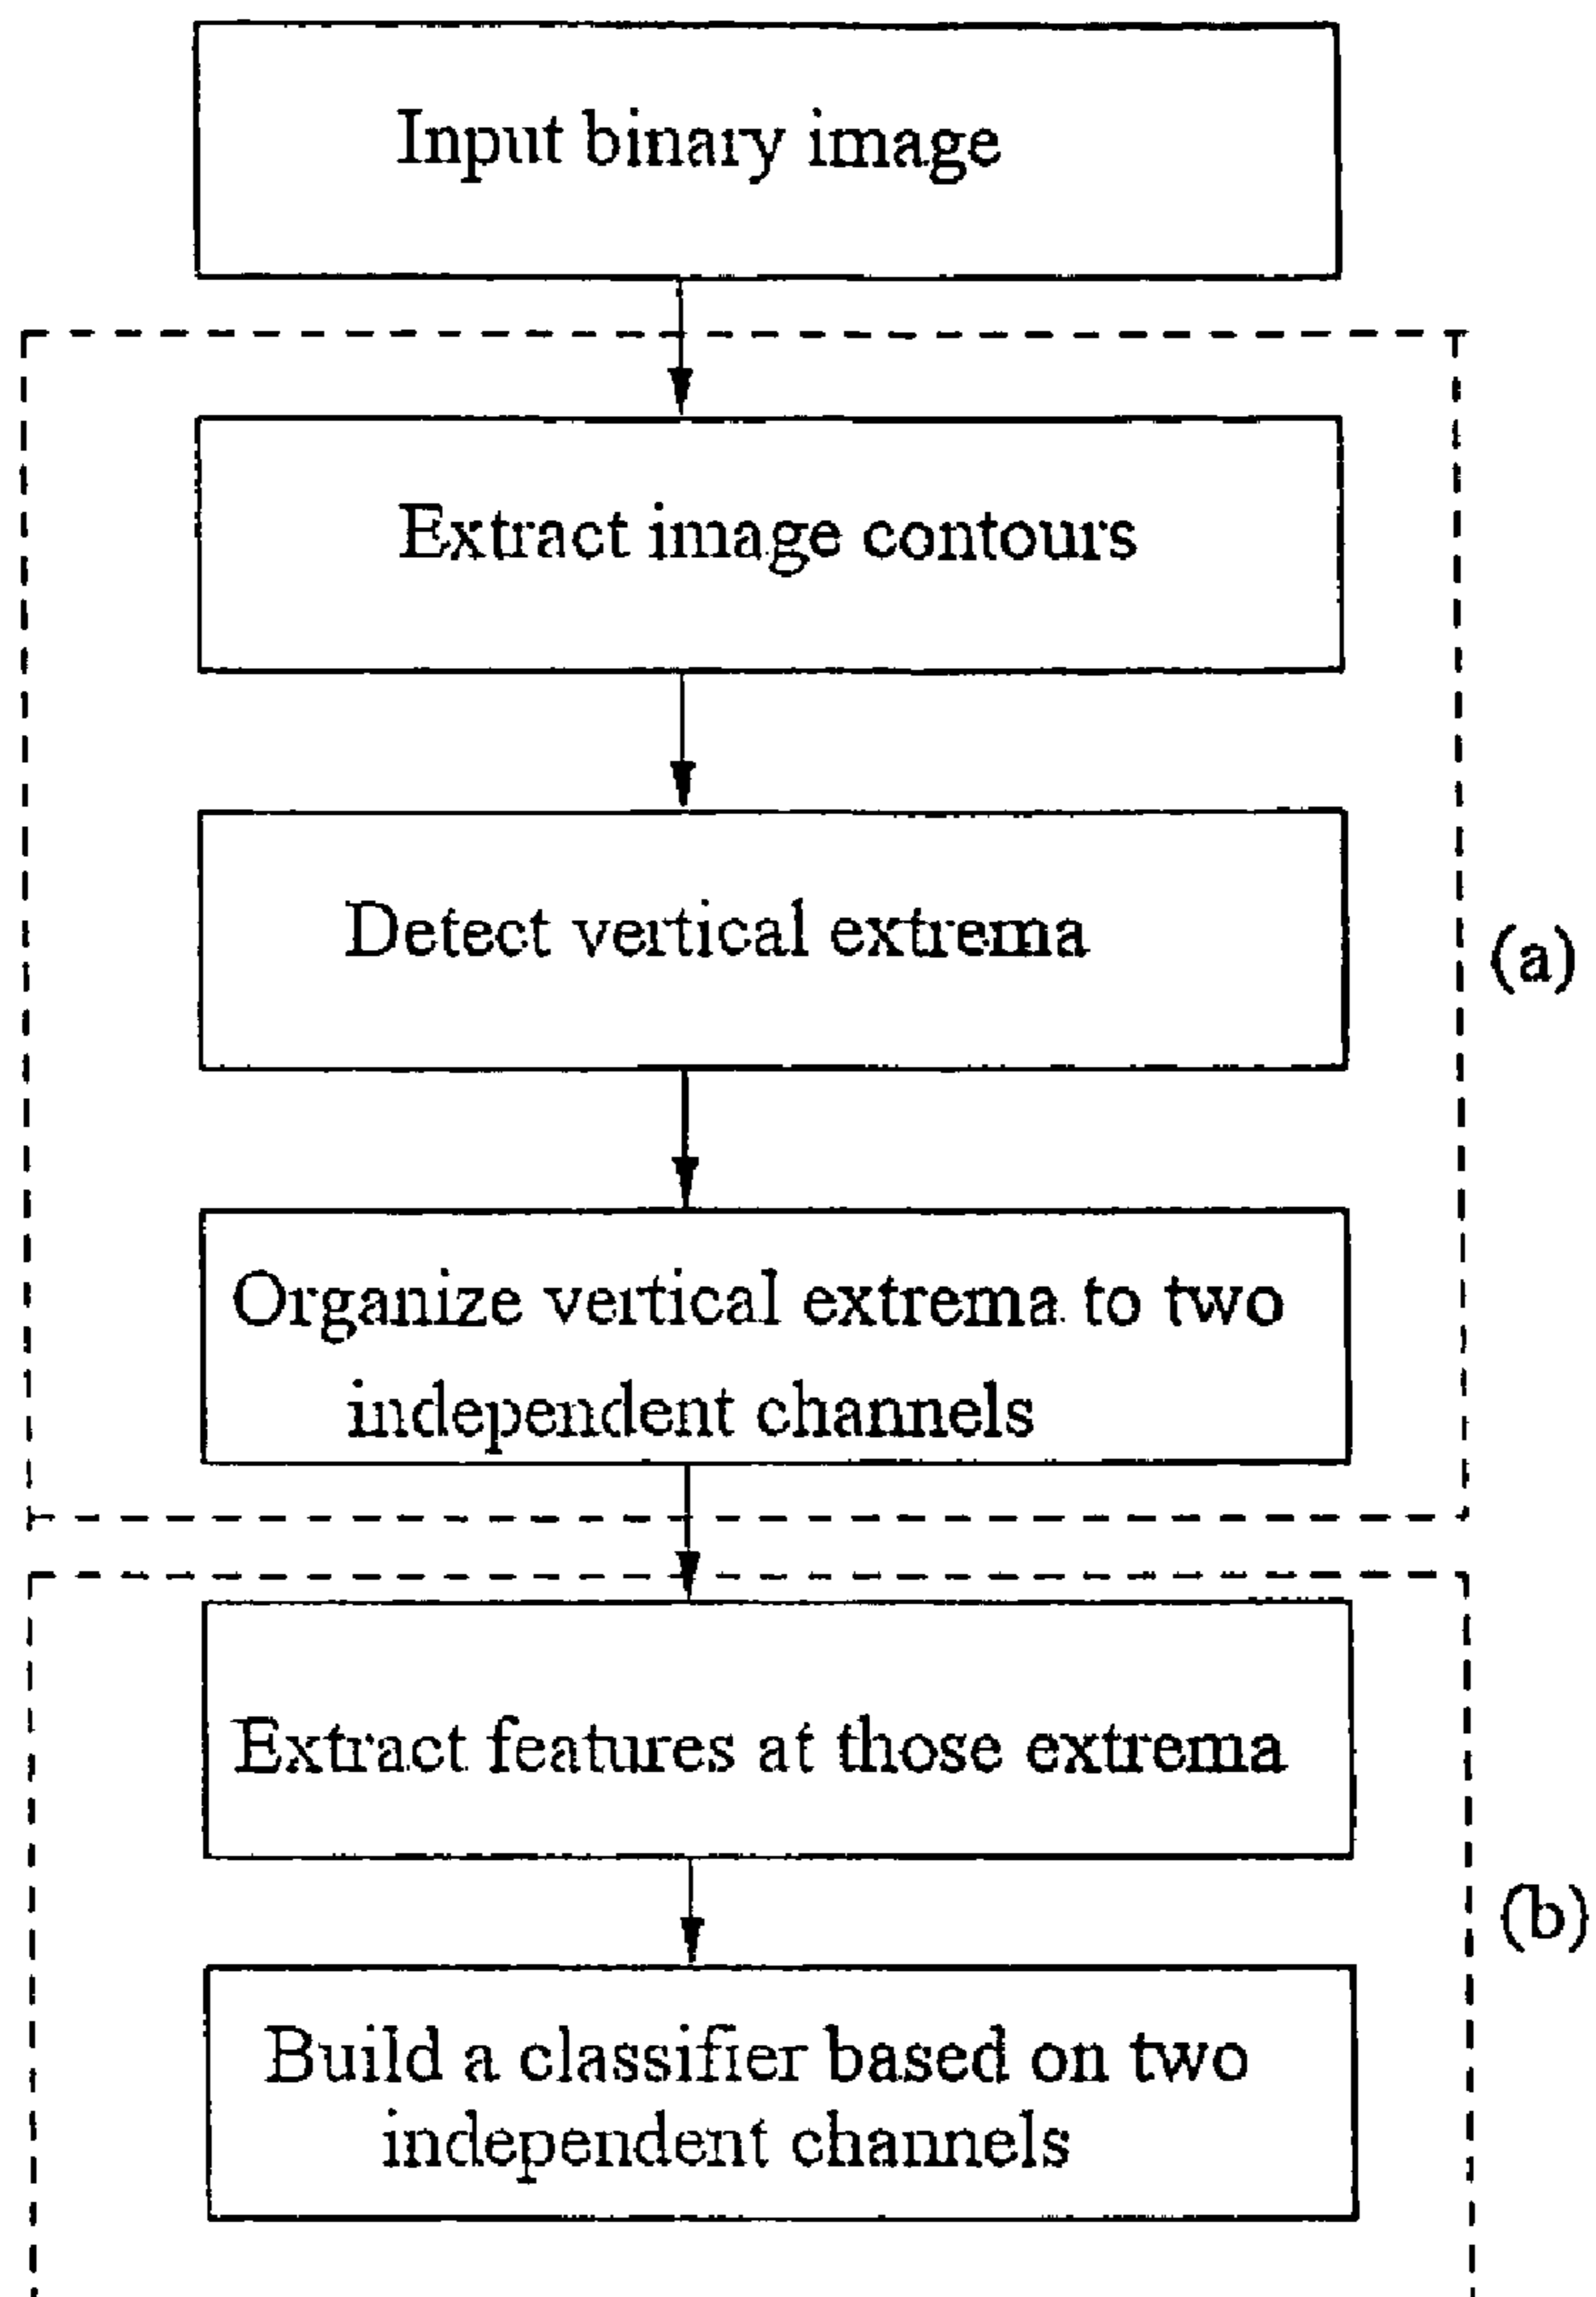 Input binary image
Extract image contours
Detect vertical extrema
(a)
Organize vertical extrema to two
independent channels
Extract features at those extrema
(b)
Build a classifier based on two
independent channels